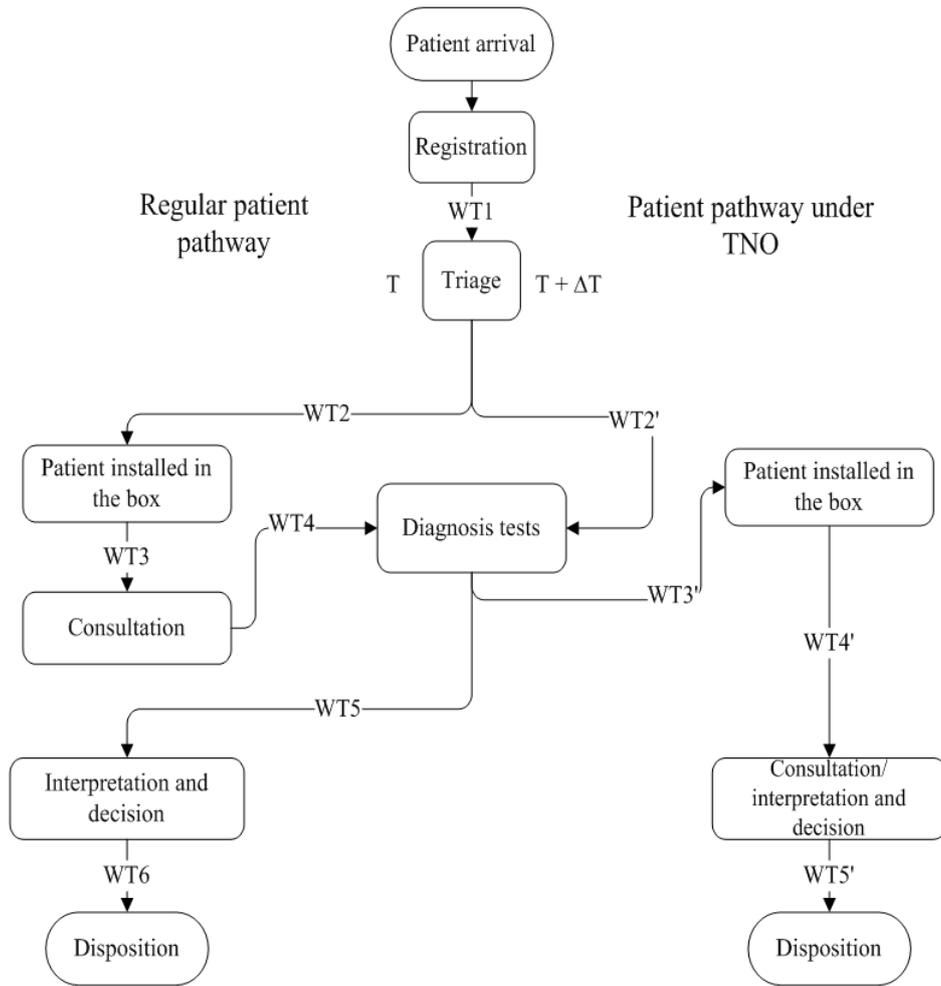 Patient arrival
Registration
Regular patient
pathway
WT1
Patient pathway under
TNO
T
Triage
T + ΔT
WT2
WT2'
Patient installed in
the box
Patient installed in
the box
WT4
Diagnosis tests
WT3
WT3'
Consultation
WT4'
WT5
Interpretation and
decision
Consultation/
interpretation and
decision
WT6
WT5'
Disposition
Disposition